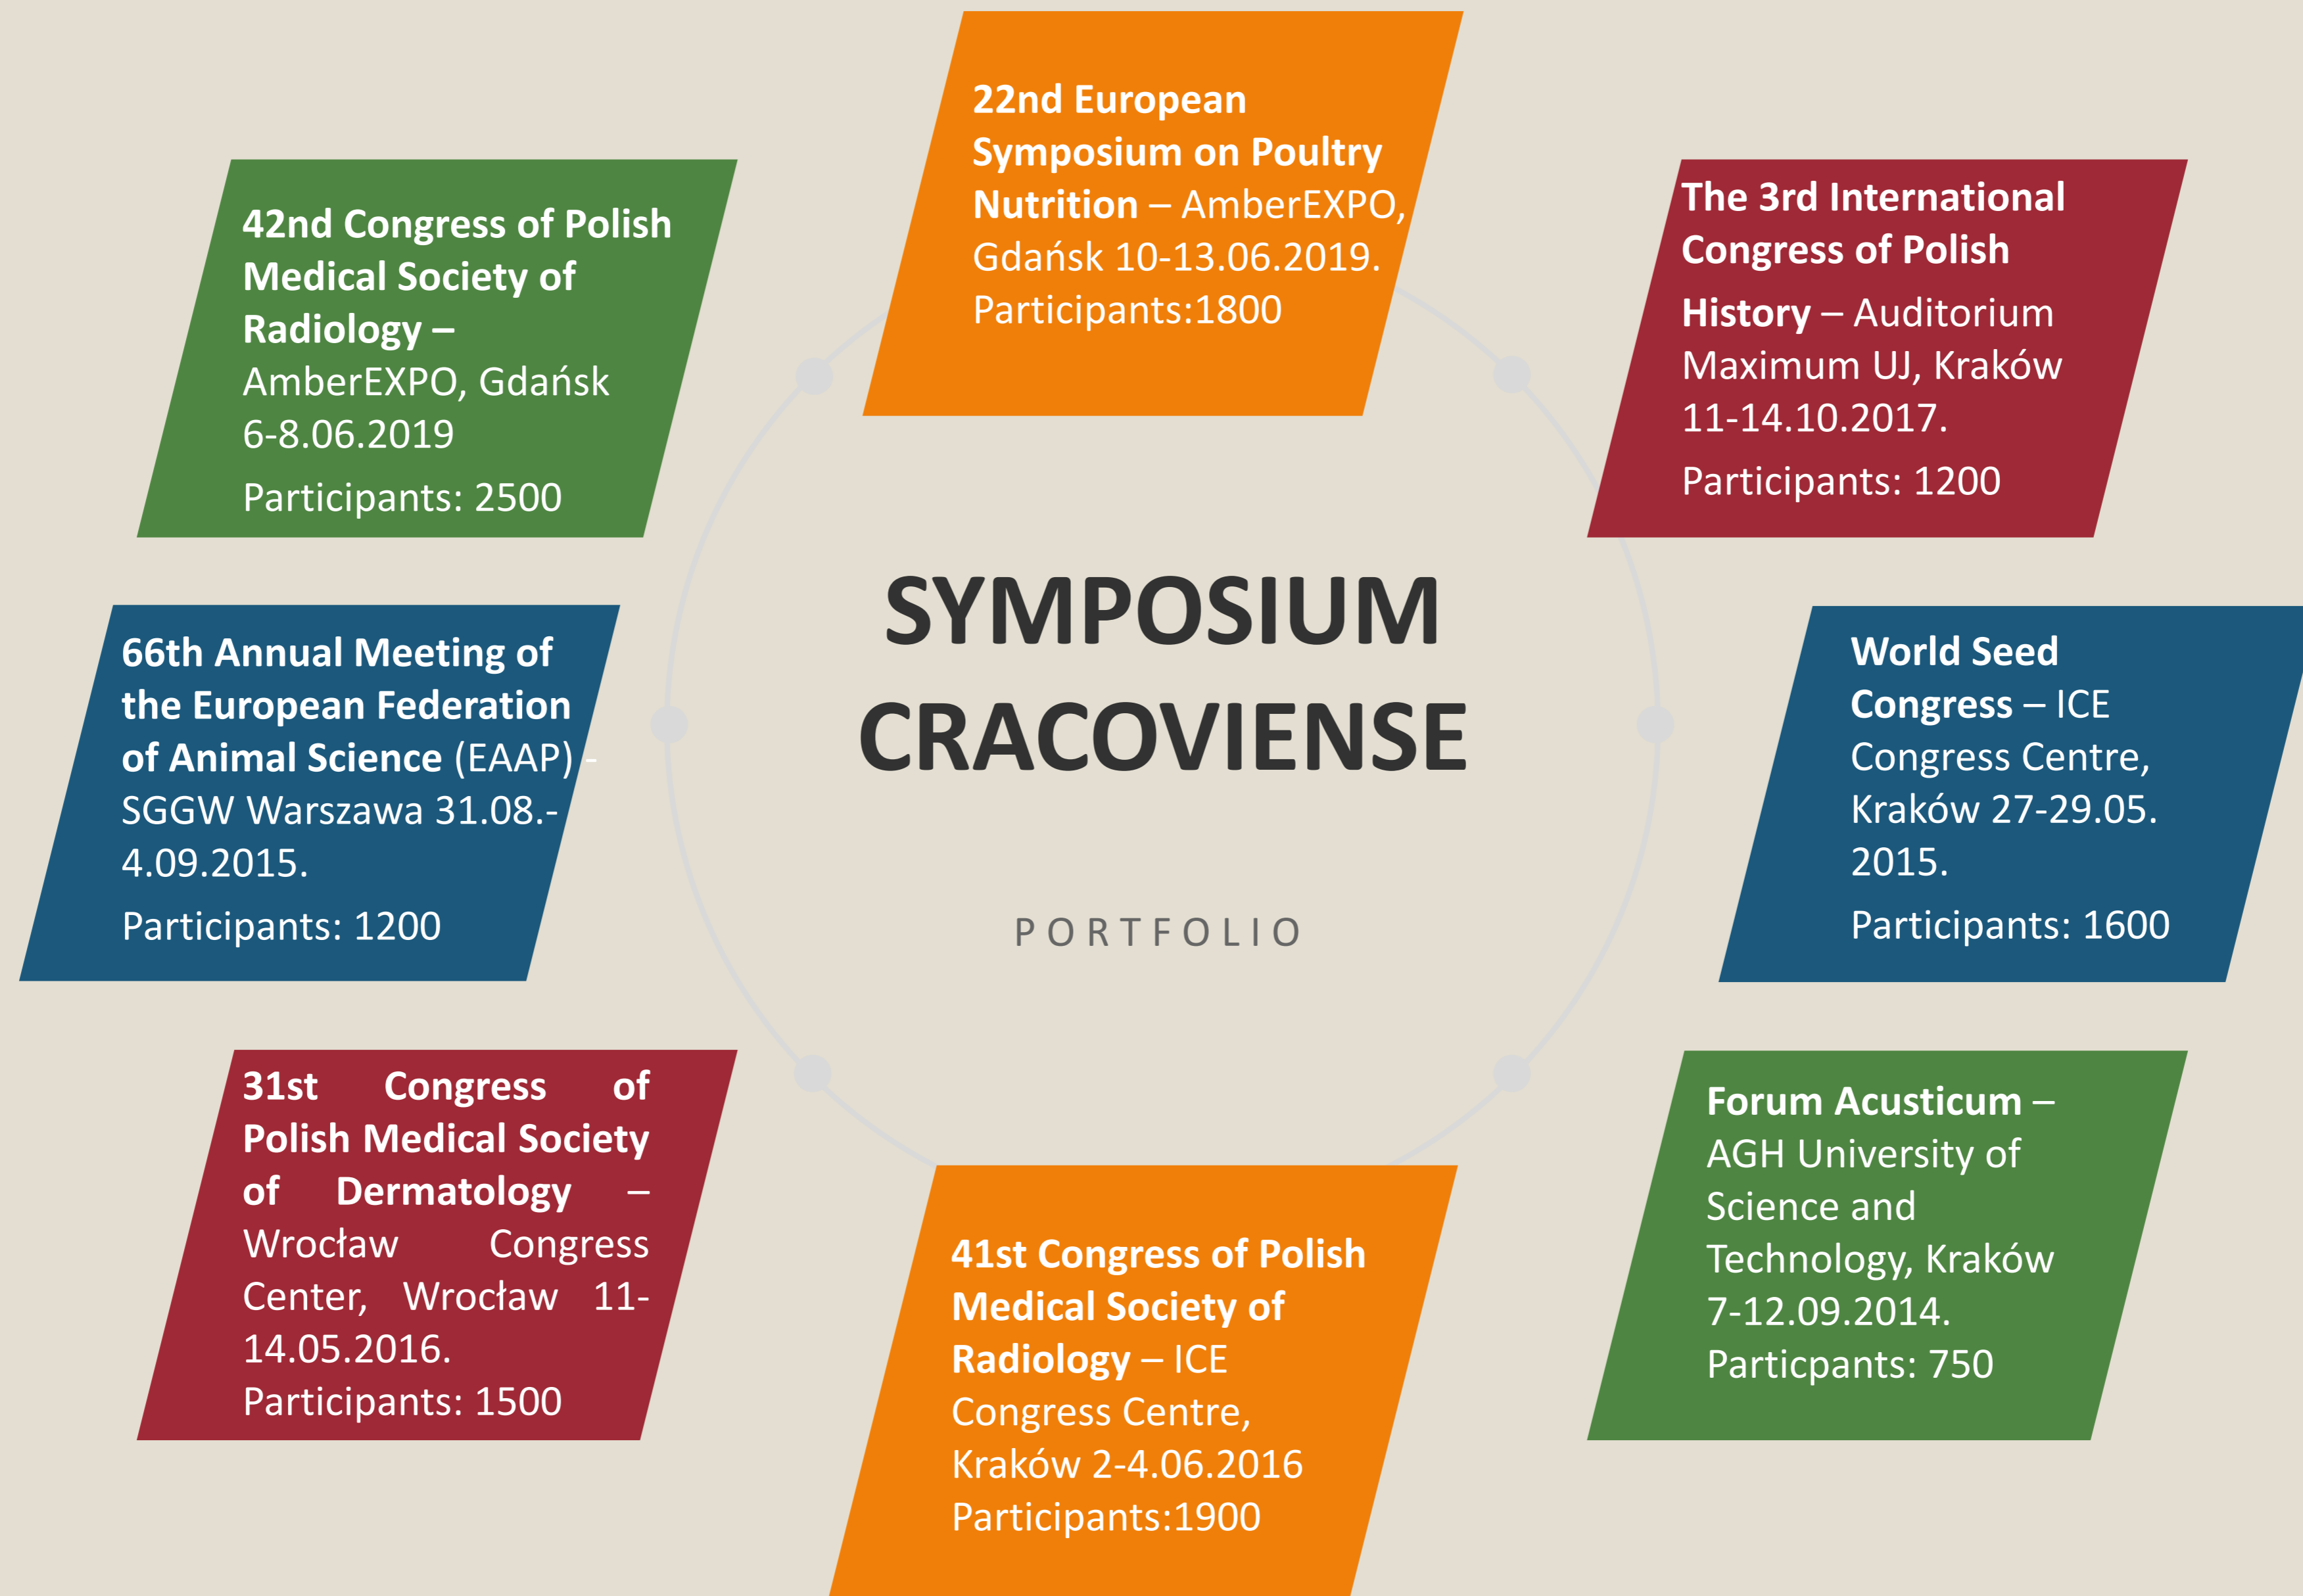 22nd European
Symposium on Poultry
Nutrition – AmberEXPO,
Gdańsk 10-13.06.2019.
Participants:1800
42nd Congress of Polish
Medical Society of
Radiology –
AmberEXPO, Gdańsk
6-8.06.2019
Participants: 2500
The 3rd International
Congress of Polish
History – Auditorium
Maximum UJ, Kraków
11-14.10.2017.
Participants: 1200
SYMPOSIUM
CRACOVIENSE
PORTFOLIO
66th Annual Meeting of
the European Federation
of Animal Science (EAAP) -
SGGW Warszawa 31.08.-
4.09.2015.
Participants: 1200
World Seed
Congress – ICE
Congress Centre,
Kraków 27-29.05.
2015.
Participants: 1600
31st Congress of
Polish Medical Society
of Dermatology –
Wrocław Congress
Center, Wrocław 11-
14.05.2016.
Participants: 1500
41st Congress of Polish
Medical Society of
Radiology – ICE
Congress Centre,
Kraków 2-4.06.2016
Participants:1900
Forum Acusticum –
AGH University of
Science and
Technology, Kraków
7-12.09.2014.
Particpants: 750